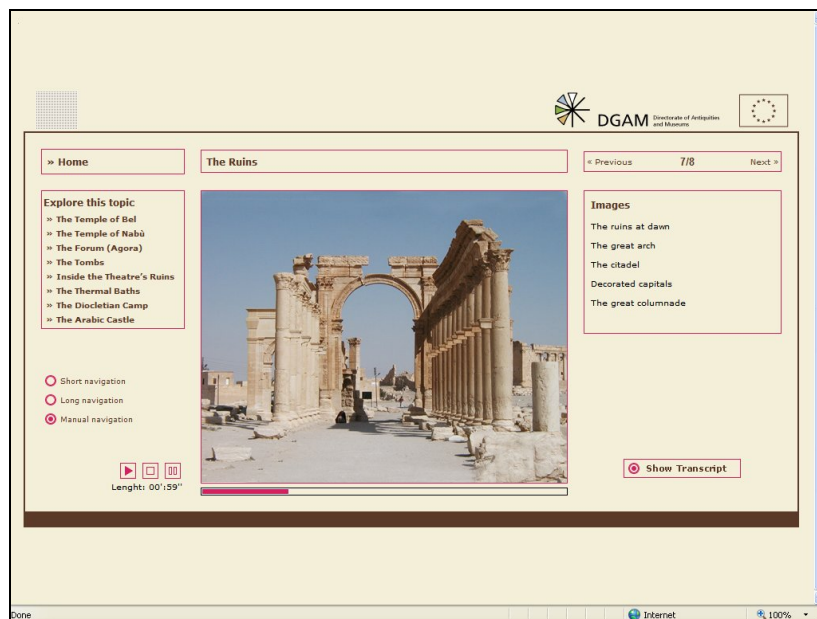 DGAM Directorate of Antiquities
and Museums
» Home
The Ruins
« Previous 7/8 Next »
Explore this topic
» The Temple of Bel
» The Temple of Nabù
» The Forum (Agora)
» The Tombs
» Inside the Theatre's Ruins
» The Thermal Baths
» The Diocletian Camp
» The Arabic Castle
Images
The ruins at dawn
The great arch
The citadel
Decorated capitals
The great columnade
Short navigation
Long navigation
Manual navigation
Lenght: 00':59''
Show Transcript
Done
Internet
100%